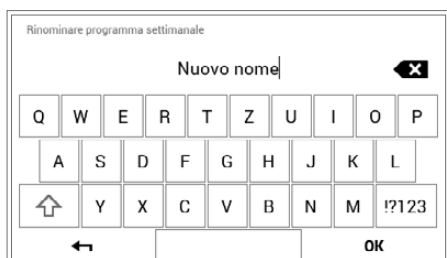 Rinominare programma settimanale
Nuovo nome
Q W E R T Z U I O P
A S D F G H J K L
Y X C V B N M !?123
OK